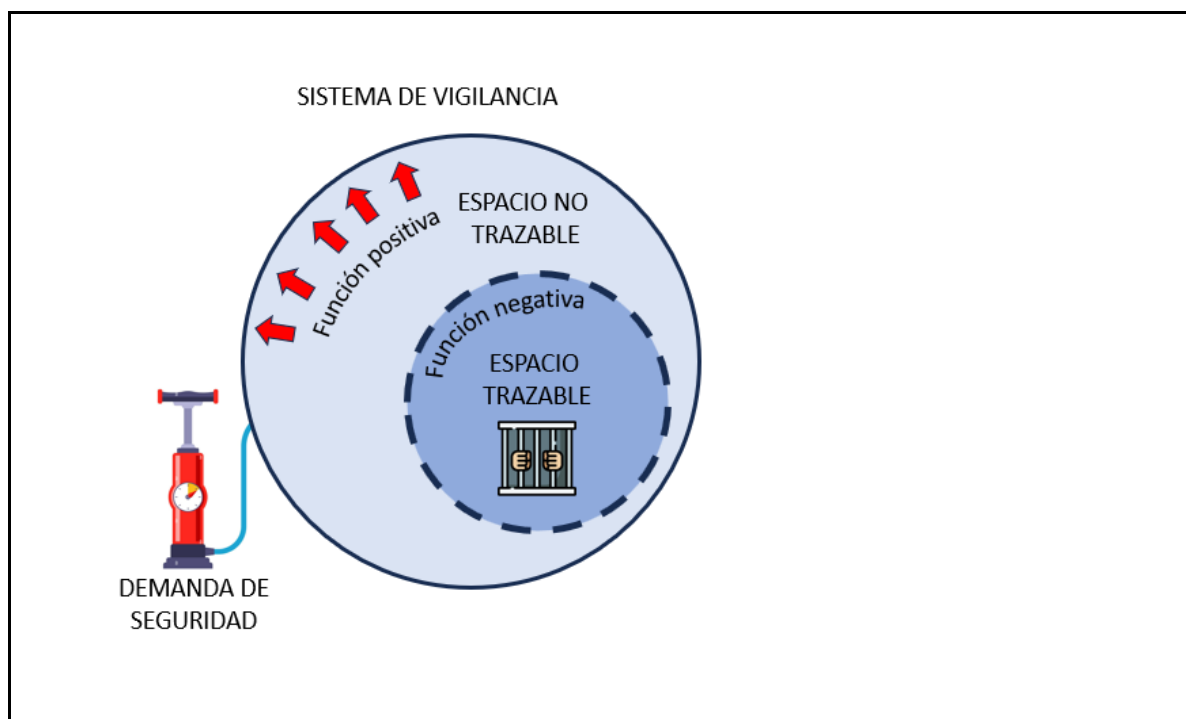 SISTEMA DE VIGILANCIA
ESPACIO NO
TRAZABLE
Función positiva
Función negativa
ESPACIO
TRAZABLE
DEMANDA DE
SEGURIDAD